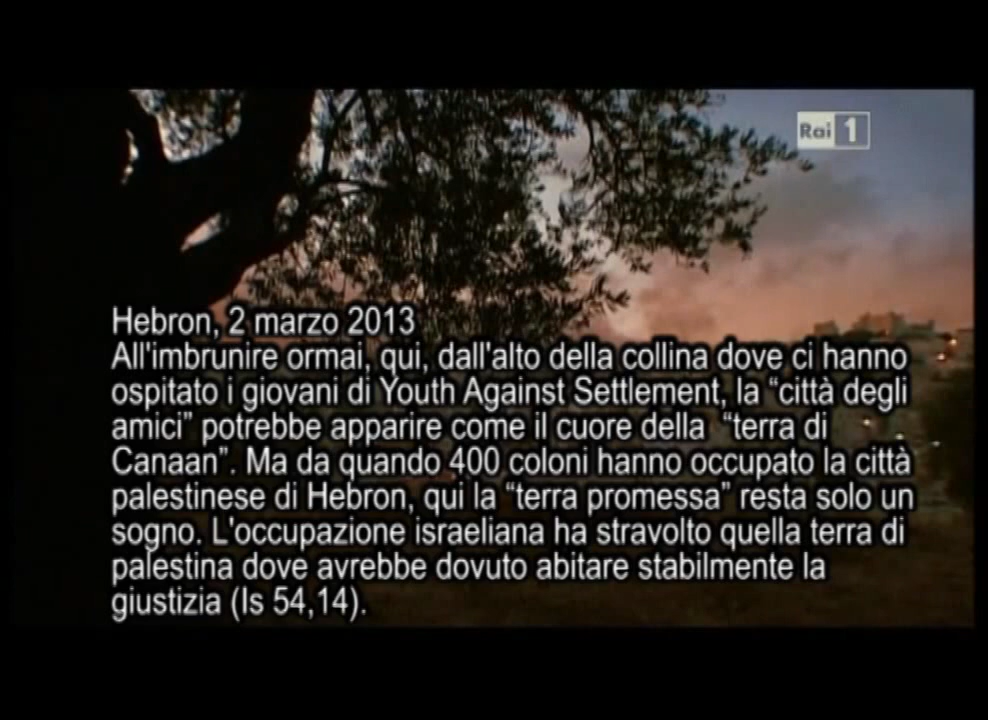 Rai 1
Hebron, 2 marzo 2013
All'imbrunire ormai, qui, dall'alto della collina dove ci hanno
ospitato i giovani di Youth Against Settlement, la “città degli
amici” potrebbe apparire come il cuore della “terra di
Canaan”. Ma da quando 400 coloni hanno occupato la città
palestinese di Hebron, qui la “terra promessa” resta solo un
sogno. L'occupazione israeliana ha stravolto quella terra di
palestina dove avrebbe dovuto abitare stabilmente la
giustizia (Is 54,14).